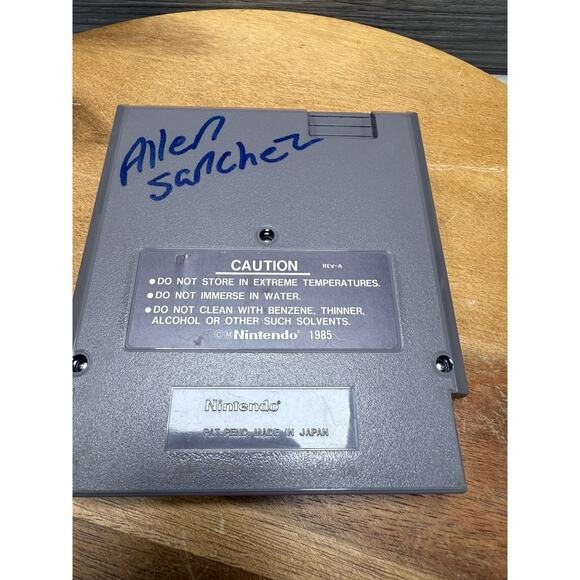 Allen
Sanchez
CAUTION REV-A
• DO NOT STORE IN EXTREME TEMPERATURES.
• DO NOT IMMERSE IN WATER.
• DO NOT CLEAN WITH BENZENE, THINNER,
ALCOHOL OR OTHER SUCH SOLVENTS.
©Ⓜ Nintendo® 1985
Nintendo®
PAT-PEND MADE IN JAPAN